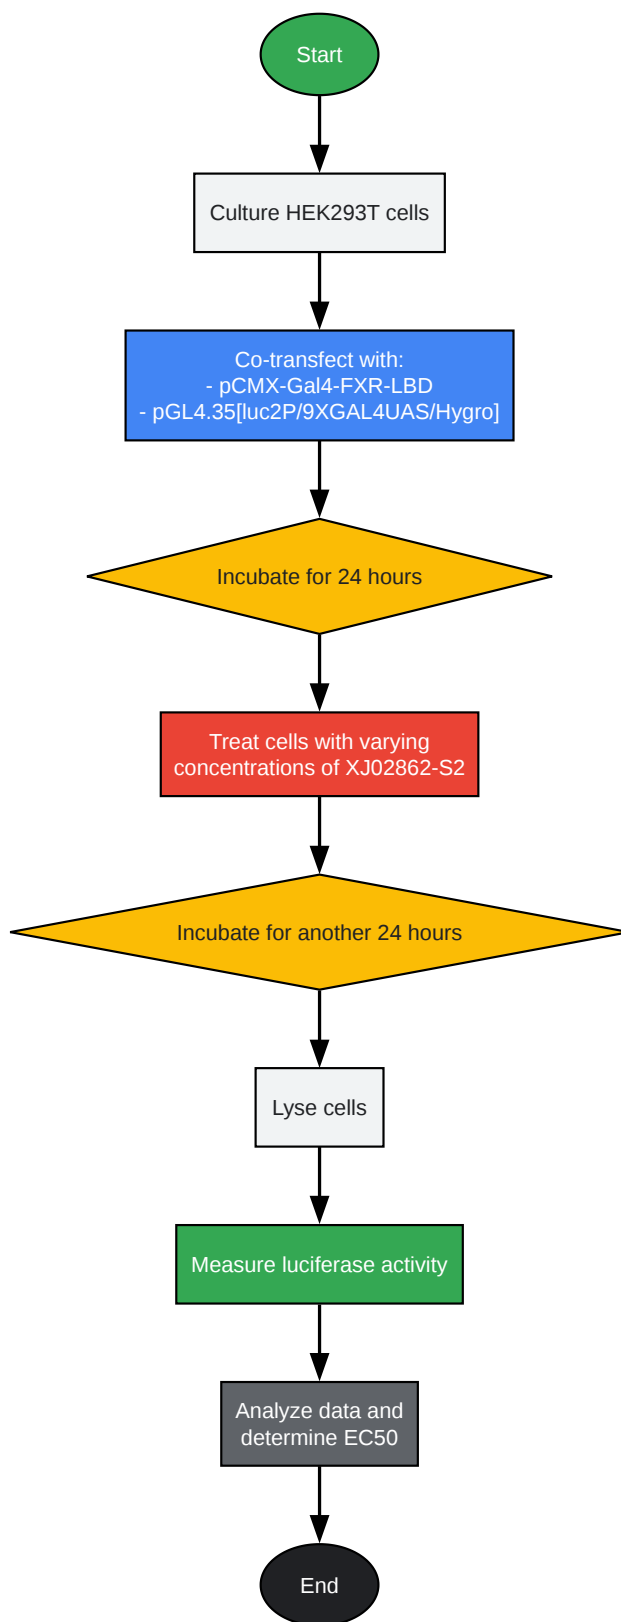 Start
Culture HEK293T cells
Co-transfect with:
- pCMX-Gal4-FXR-LBD
- pGL4.35[luc2P/9XGAL4UAS/Hygro]
Incubate for 24 hours
Treat cells with varying
concentrations of XJ02862-S2
Incubate for another 24 hours
Lyse cells
Measure luciferase activity
Analyze data and
determine EC50
End